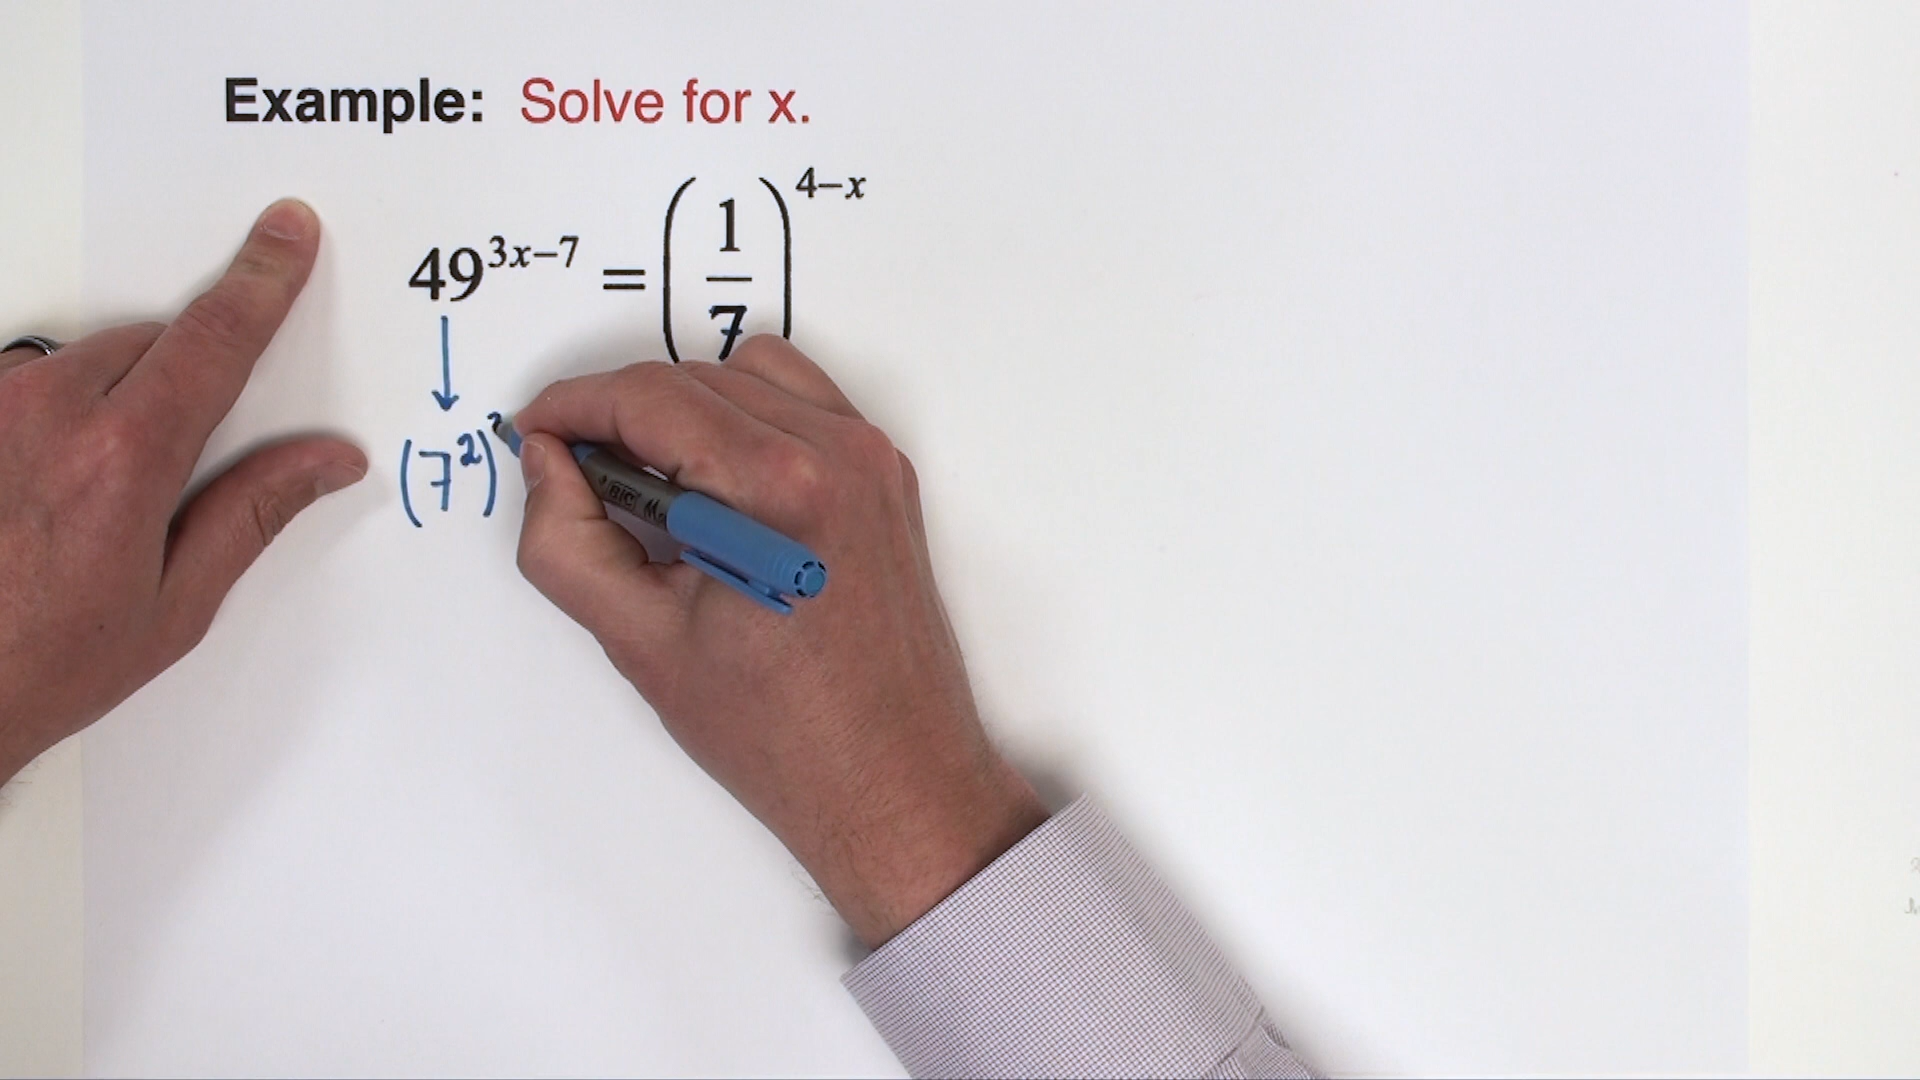 Example: Solve for x.
49^{3x−7} = (1/7)^{4−x}
(7²)
BIC